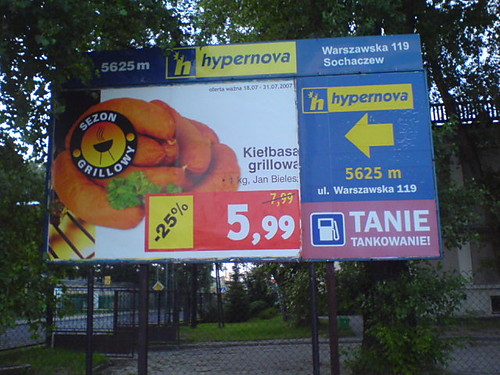 5625 m
h hypernova
Warszawska 119
Sochaczew
oferta ważna 18.07 - 31.07.2007
SEZON
GRILLOWY
Kiełbasa
grillowa
1 kg, Jan Bieles
-25%
7,99
5,99
h hypernova
5625 m
ul. Warszawska 119
TANIE
TANKOWANIE!